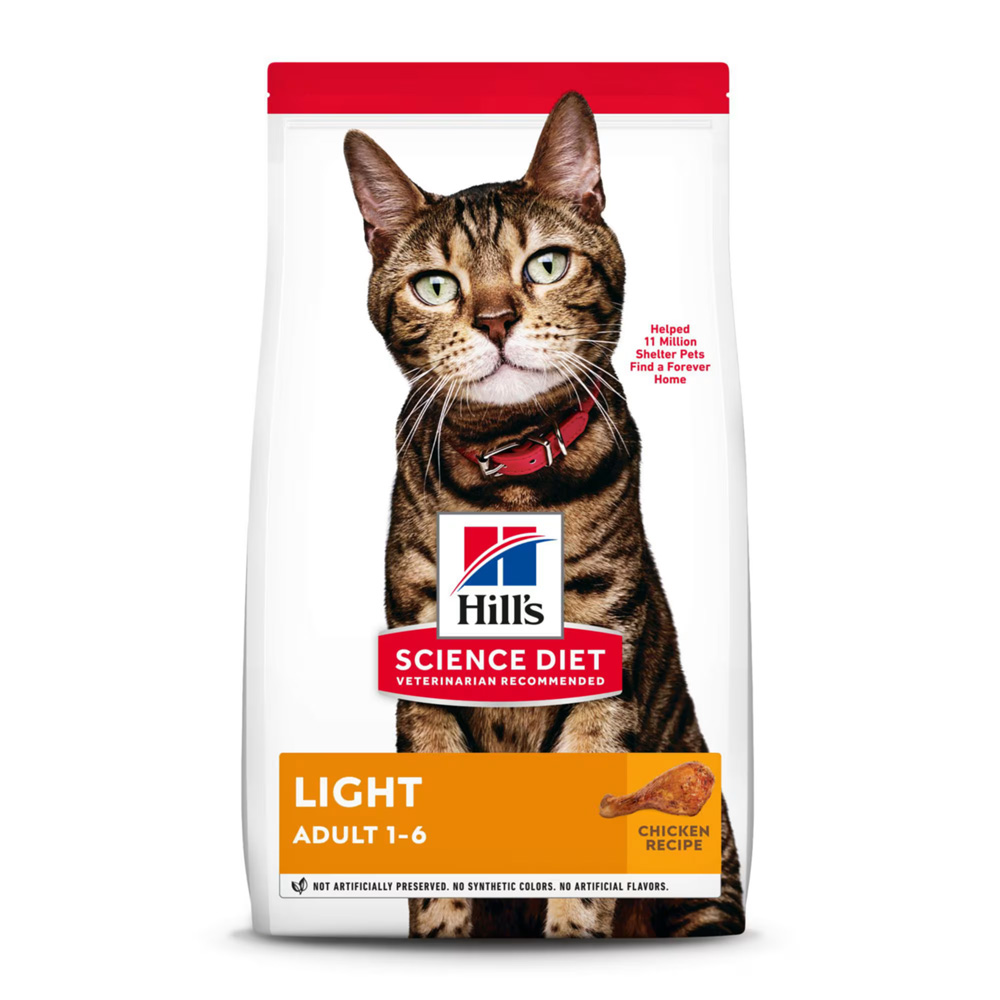 Helped
11 Million
Shelter Pets
Find a Forever
Home
Hill's
SCIENCE DIET
VETERINARIAN RECOMMENDED
LIGHT
ADULT 1-6
CHICKEN
RECIPE
NOT ARTIFICIALLY PRESERVED. NO SYNTHETIC COLORS. NO ARTIFICIAL FLAVORS.